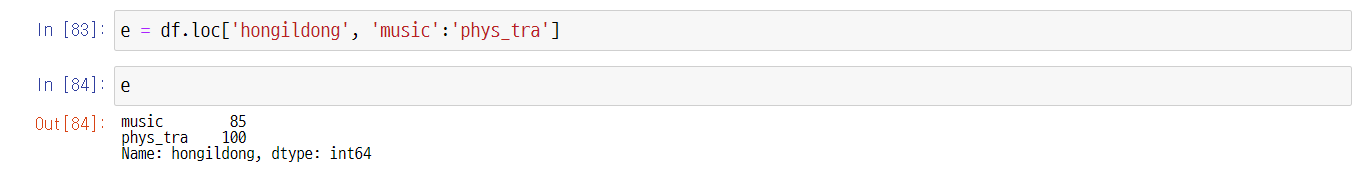 In [83]: e = df.loc['hongildong', 'music':'phys_tra']
In [84]: e
Out[84]: music 85
phys_tra 100
Name: hongildong, dtype: int64